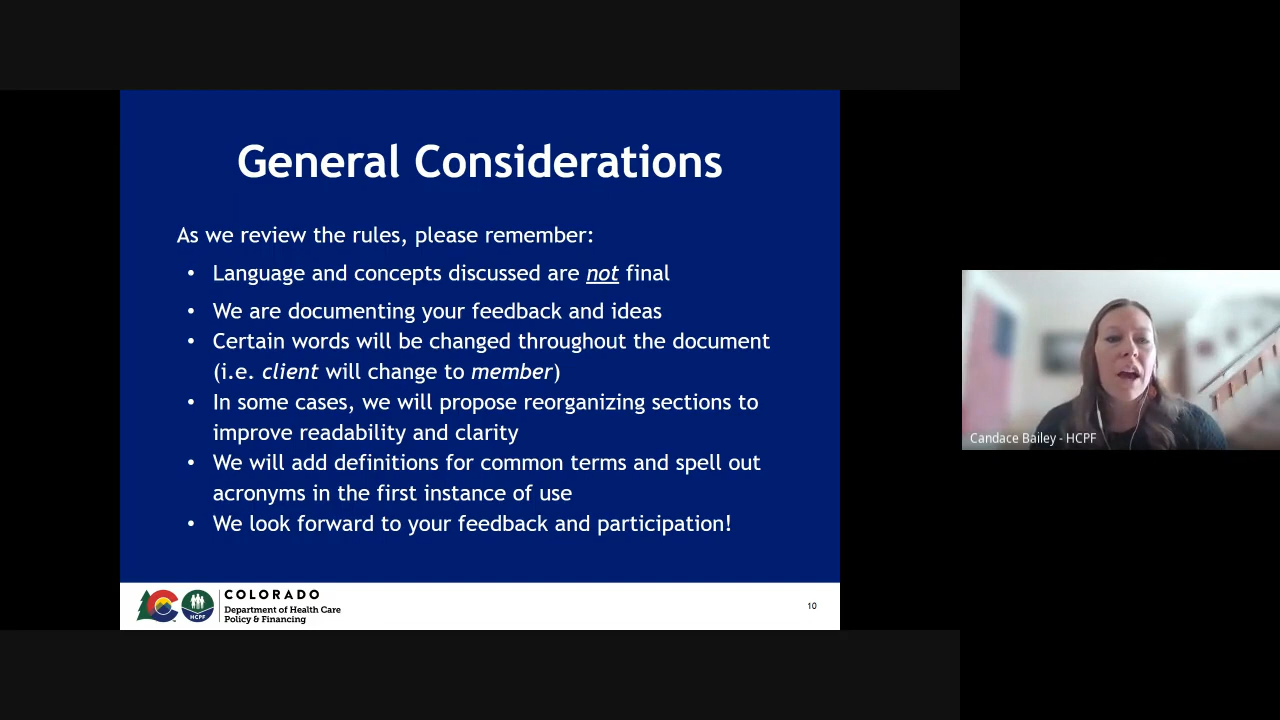 General Considerations
As we review the rules, please remember:
• Language and concepts discussed are not final
• We are documenting your feedback and ideas
• Certain words will be changed throughout the document
(i.e. client will change to member)
• In some cases, we will propose reorganizing sections to
improve readability and clarity
• We will add definitions for common terms and spell out
acronyms in the first instance of use
• We look forward to your feedback and participation!
HCPF
COLORADO
Department of Health Care
Policy & Financing
10
Candace Bailey - HCPF